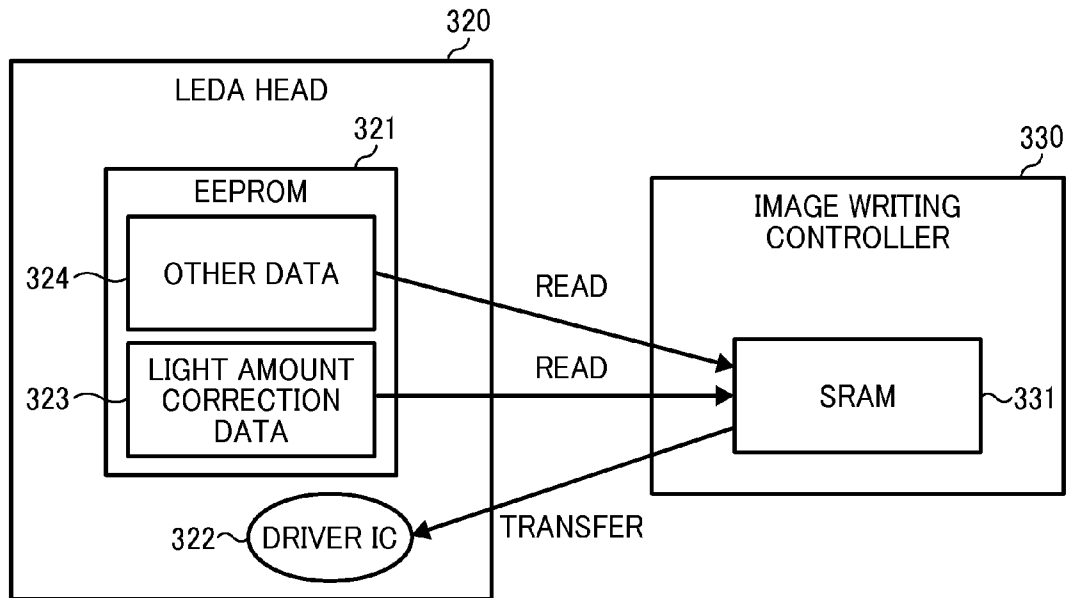 320
LEDA HEAD
321
EEPROM
324
OTHER DATA
323
LIGHT AMOUNT
CORRECTION
DATA
322
DRIVER IC
READ
READ
TRANSFER
330
IMAGE WRITING
CONTROLLER
SRAM
331